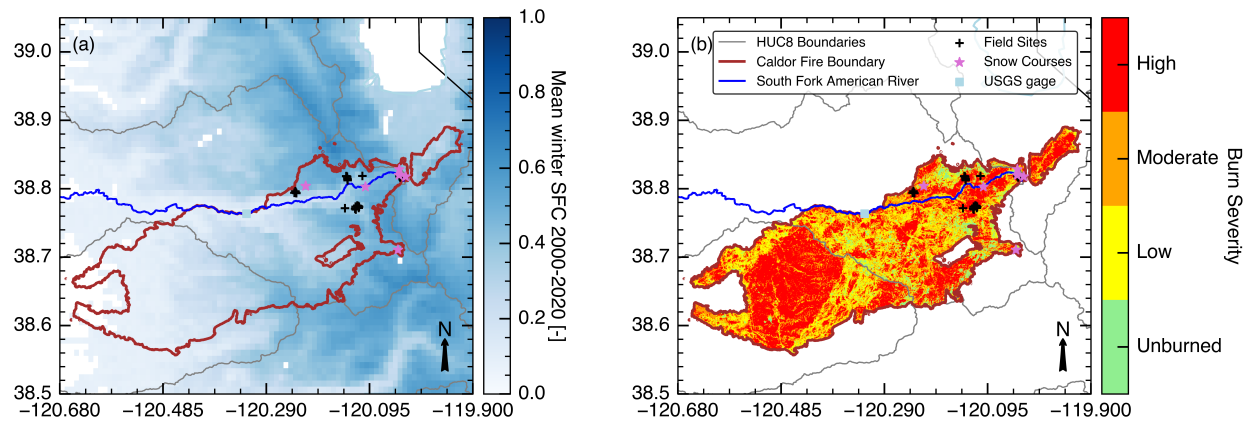 (a)
39.0
38.9
38.8
38.7
38.6
38.5
−120.680
−120.485
−120.290
−120.095
−119.900
N
1.0
0.8
0.6
0.4
0.2
0.0
Mean winter SFC 2000-2020 [-]
(b)
HUC8 Boundaries
Caldor Fire Boundary
South Fork American River
Field Sites
Snow Courses
USGS gage
39.0
38.9
38.8
38.7
38.6
38.5
−120.680
−120.485
−120.290
−120.095
−119.900
N
High
Moderate
Low
Unburned
Burn Severity